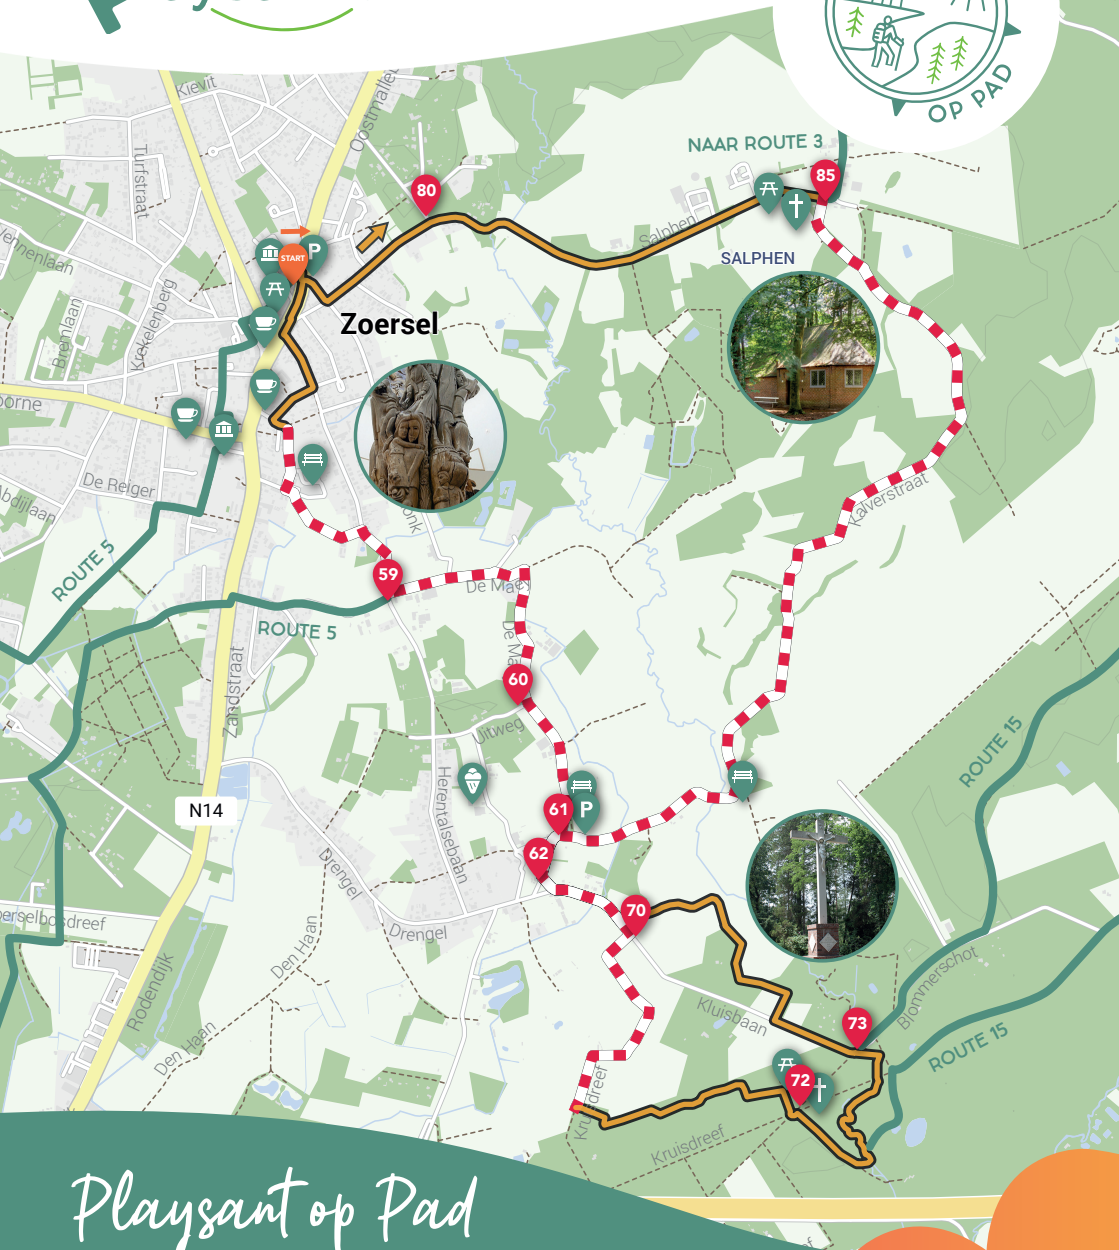 OP PAD
Kievit
Oostmalle
Turfstraat
NAAR ROUTE 3
85
80
Salphen
SALPHEN
START
P
Zoersel
Krekelenberg
Bremlaan
De Reiger
Abdijlaan
Kalverstraat
ROUTE 5
59
De Maey
ROUTE 5
60
Zandstraat
Uitweg
ROUTE 15
N14
Herentalsebaan
61
P
62
Drengel
70
Drengel
Den Haan
Rodendijk
Blommerschot
Kluisbaan
73
Den Haan
ROUTE 15
72
Kruisdreef
Kruisdreef
Playsant op Pad